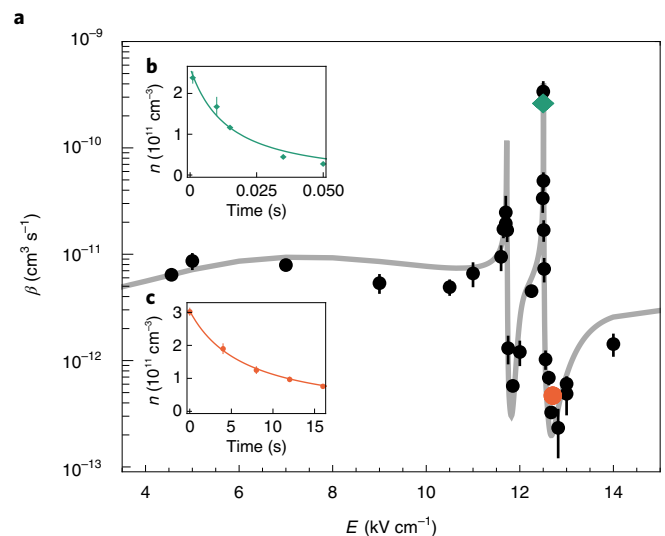 a
10⁻⁹
10⁻¹⁰
10⁻¹¹
10⁻¹²
10⁻¹³
β (cm³ s⁻¹)
4 6 8 10 12 14
E (kV cm⁻¹)
b
2
1
0
n (10¹¹ cm⁻³)
0 0.025 0.050
Time (s)
c
3
2
1
0
n (10¹¹ cm⁻³)
0 5 10 15
Time (s)